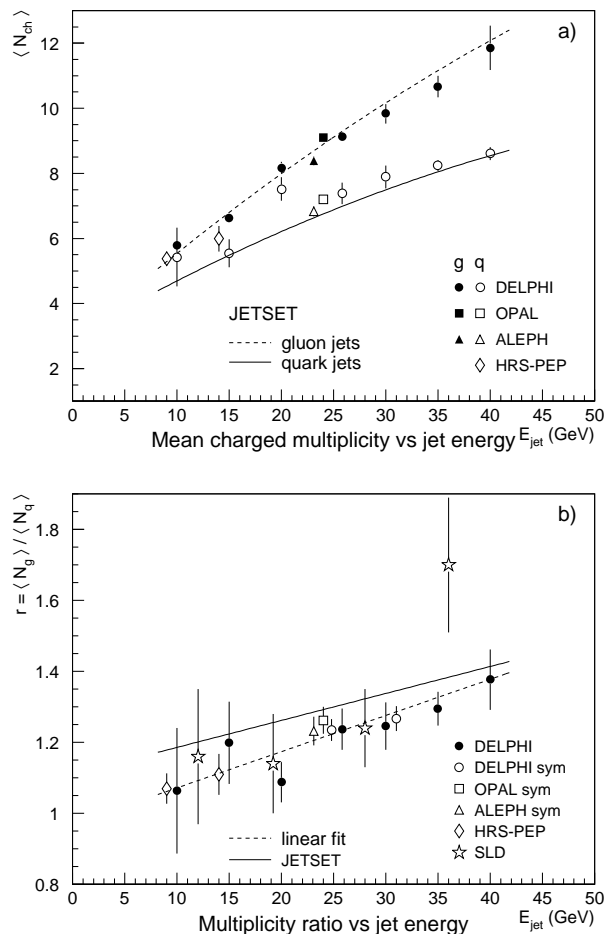 ⟨ N_ch ⟩
a)
12
10
8
6
4
2
g q
DELPHI
OPAL
ALEPH
HRS-PEP
JETSET
gluon jets
quark jets
0 5 10 15 20 25 30 35 40 45 50
Mean charged multiplicity vs jet energy E_jet (GeV)
r = ⟨ N_g ⟩ / ⟨ N_q ⟩
b)
1.8
1.6
1.4
1.2
1
0.8
DELPHI
DELPHI sym
OPAL sym
ALEPH sym
HRS-PEP
SLD
linear fit
JETSET
0 5 10 15 20 25 30 35 40 45 50
Multiplicity ratio vs jet energy E_jet (GeV)